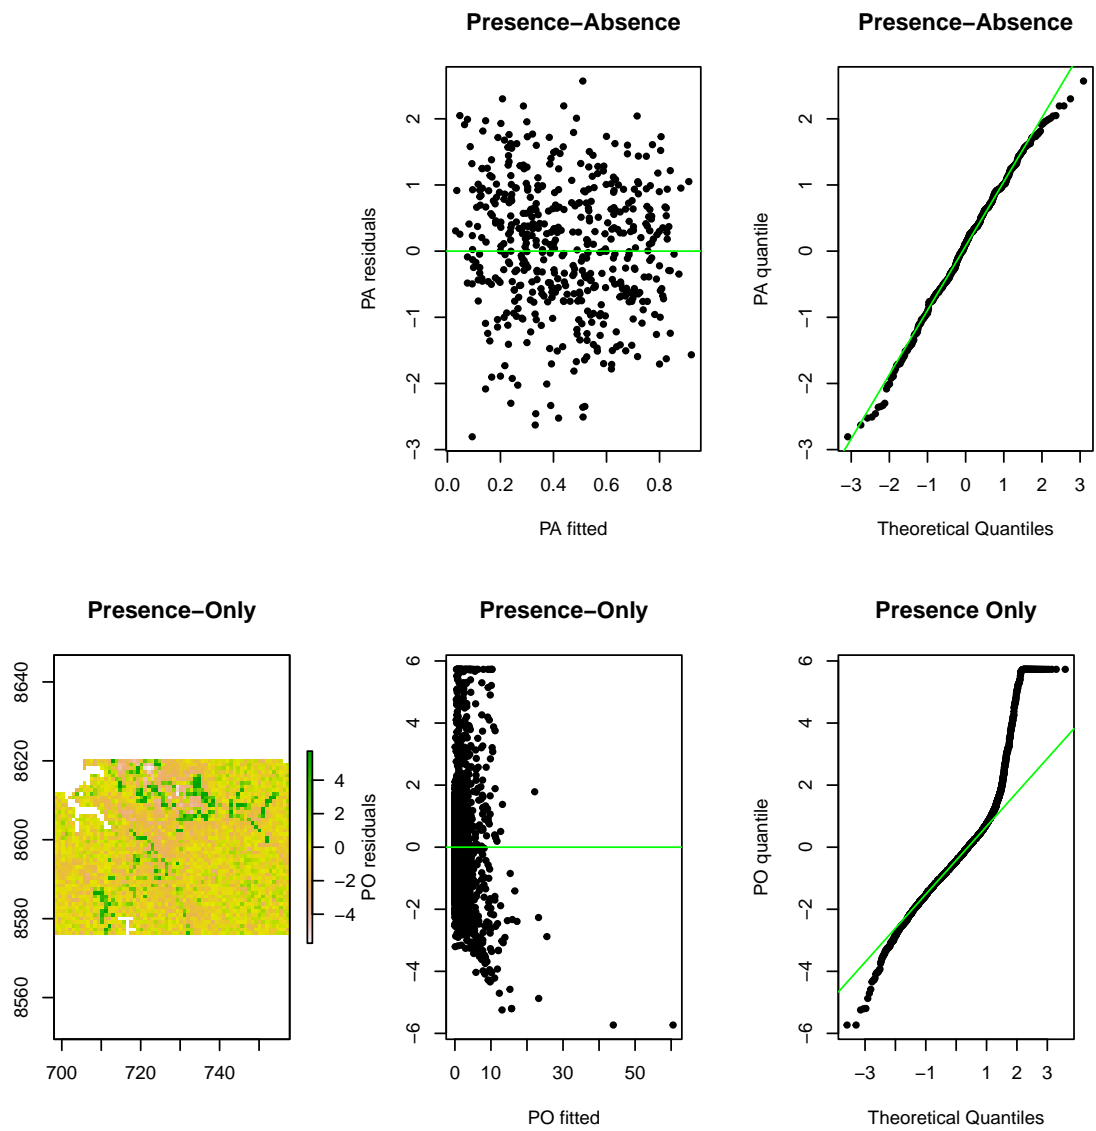 Presence−Absence
Presence−Absence
2
1
0
−1
−2
−3
PA residuals
0.0 0.2 0.4 0.6 0.8
PA fitted
2
1
0
−1
−2
−3
PA quantile
−3 −2 −1 0 1 2 3
Theoretical Quantiles
Presence−Only
Presence−Only
Presence Only
8640
8620
8600
8580
8560
700 720 740
4
2
0
−2
−4
PO residuals
6
4
2
0
−2
−4
−6
0 10 30 50
PO fitted
6
4
2
0
−2
−4
−6
PO quantile
−3 −1 1 2 3
Theoretical Quantiles